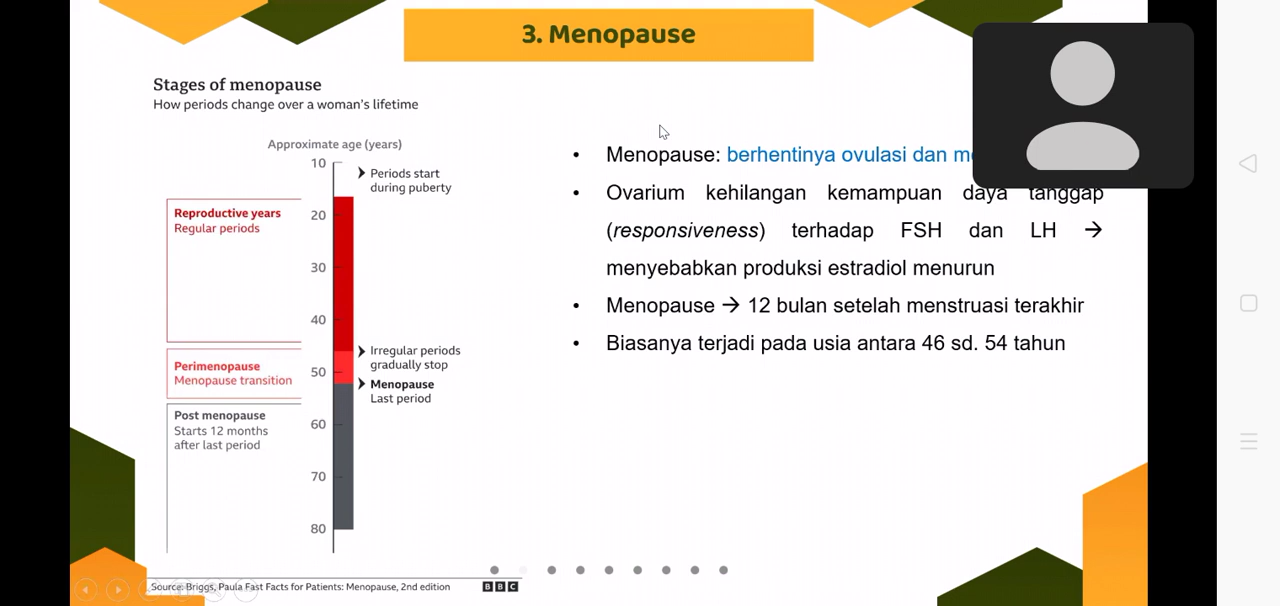 3. Menopause
Stages of menopause
How periods change over a woman's lifetime
Approximate age (years)
10
Periods start
during puberty
Reproductive years
Regular periods
20
30
40
Irregular periods
gradually stop
Perimenopause
Menopause transition
50
Menopause
Last period
Post menopause
Starts 12 months
after last period
60
70
80
Source: Briggs, Paula Fast Facts for Patients: Menopause, 2nd edition
BBC
• Menopause: berhentinya ovulasi dan
• Ovarium kehilangan kemampuan daya tanggap
(responsiveness) terhadap FSH dan LH →
menyebabkan produksi estradiol menurun
• Menopause → 12 bulan setelah menstruasi terakhir
• Biasanya terjadi pada usia antara 46 sd. 54 tahun